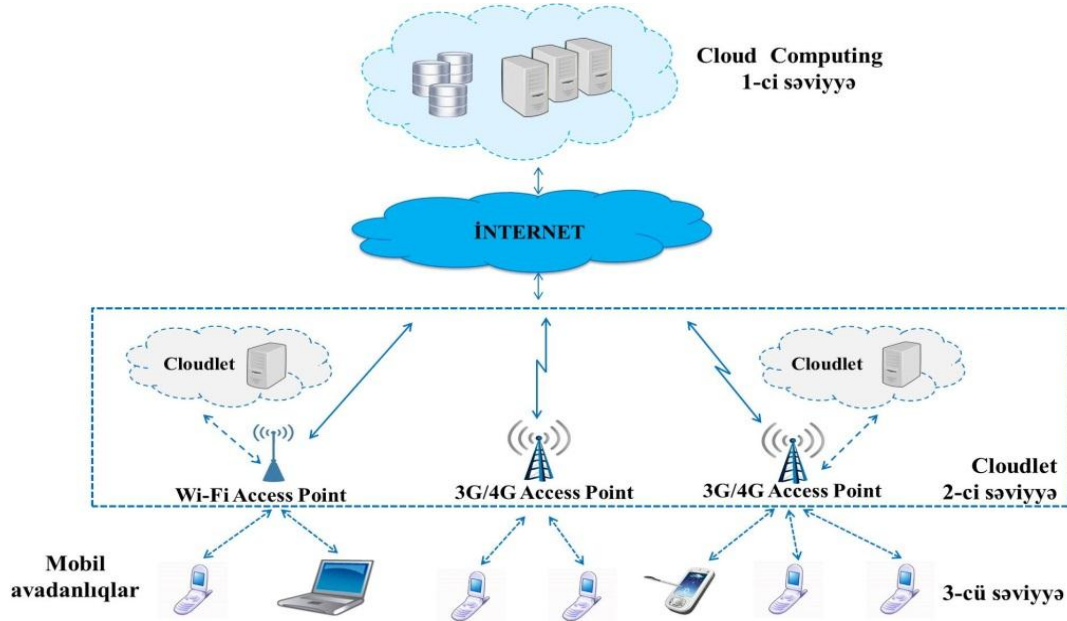 Cloud Computing
1-ci səviyyə
İNTERNET
Cloudlet
Cloudlet
Wi-Fi Access Point
3G/4G Access Point
3G/4G Access Point
Cloudlet
2-ci səviyyə
Mobil
avadanlıqlar
3-cü səviyyə